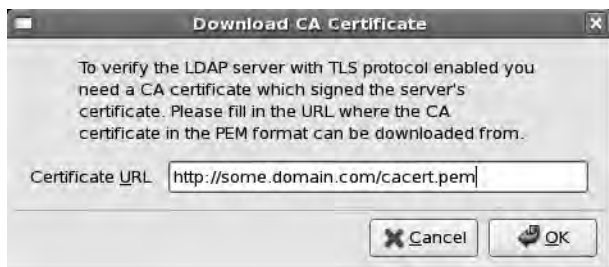 Download CA Certificate
To verify the LDAP server with TLS protocol enabled you
need a CA certificate which signed the server's
certificate. Please fill in the URL where the CA
certificate in the PEM format can be downloaded from.
Certificate URL http://some.domain.com/cacert.pem
Cancel OK